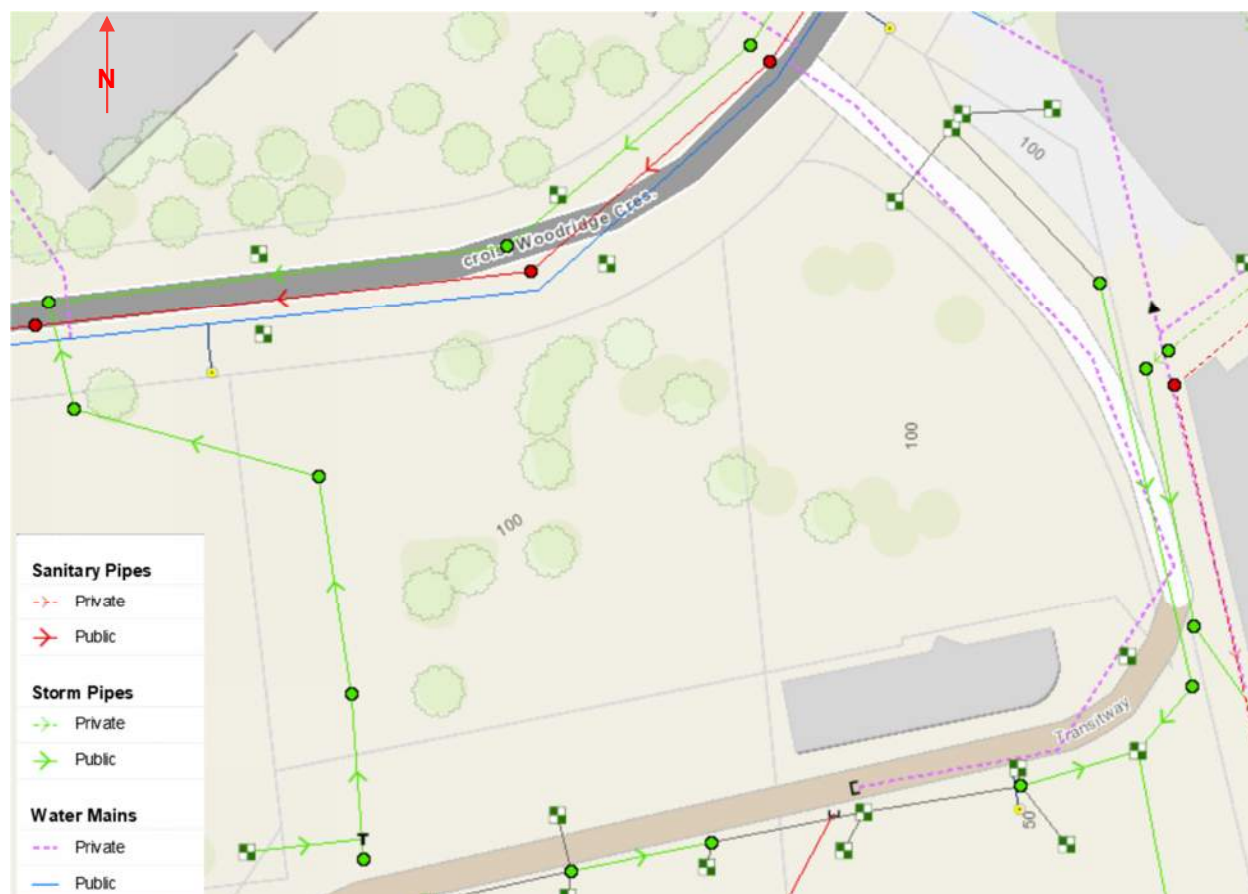 N
100
croiss Woodridge Cres.
100
100
Sanitary Pipes
Private
Public
Storm Pipes
Private
Public
Transitway
Water Mains
Private
Public
50